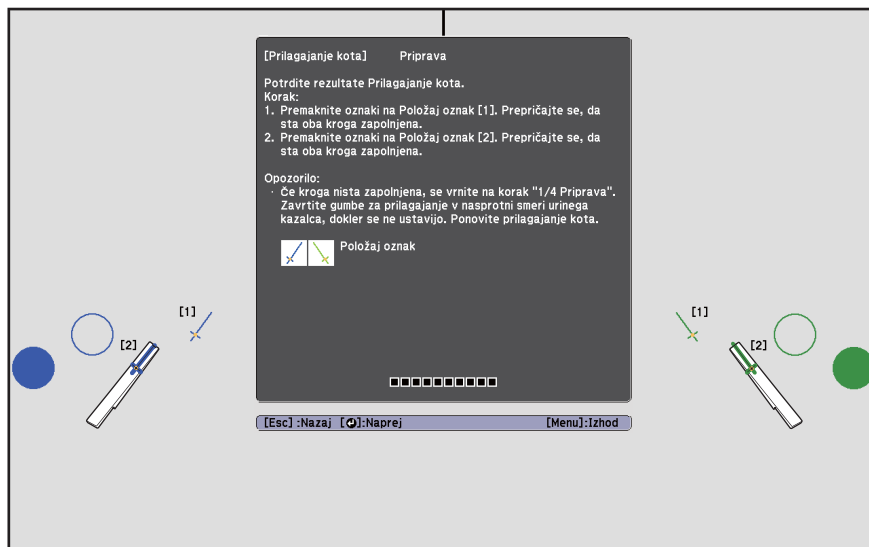 [Prilagajanje kota] Priprava
Potrdite rezultate Prilagajanje kota.
Korak:
1. Premaknite oznaki na Položaj oznak [1]. Prepričajte se, da
sta oba kroga zapolnjena.
2. Premaknite oznaki na Položaj oznak [2]. Prepričajte se, da
sta oba kroga zapolnjena.
Opozorilo:
· Če kroga nista zapolnjena, se vrnite na korak "1/4 Priprava".
Zavrtite gumbe za prilagajanje v nasprotni smeri urinega
kazalca, dokler se ne ustavijo. Ponovite prilagajanje kota.
Položaj oznak
[1] [1]
[2] [2]
[Esc] :Nazaj [↵]:Naprej [Menu]:Izhod